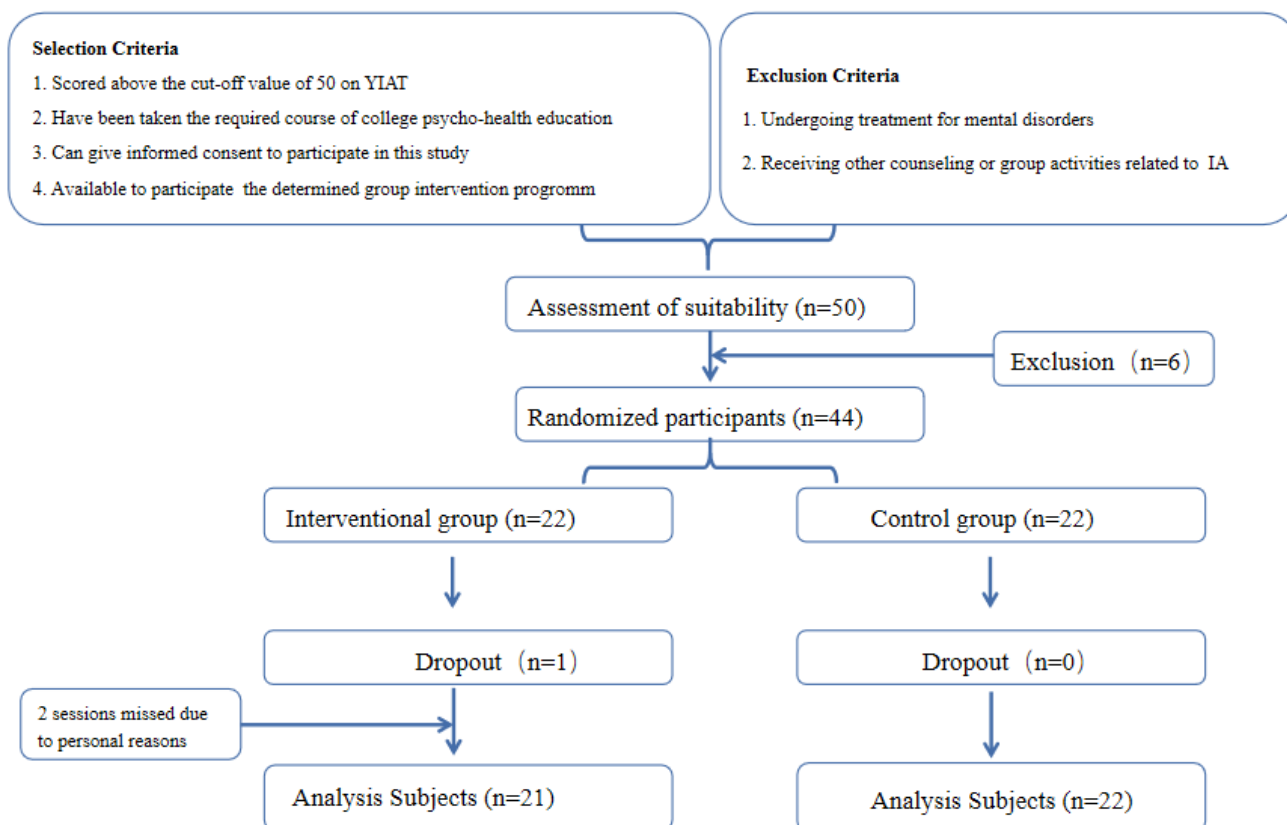 Selection Criteria
1. Scored above the cut-off value of 50 on YIAT
2. Have been taken the required course of college psycho-health education
3. Can give informed consent to participate in this study
4. Available to participate the determined group intervention programm
Exclusion Criteria
1. Undergoing treatment for mental disorders
2. Receiving other counseling or group activities related to IA
Assessment of suitability (n=50)
Exclusion（n=6）
Randomized participants (n=44)
Interventional group (n=22)
Control group (n=22)
Dropout（n=1）
Dropout（n=0）
2 sessions missed due
to personal reasons
Analysis Subjects (n=21)
Analysis Subjects (n=22)